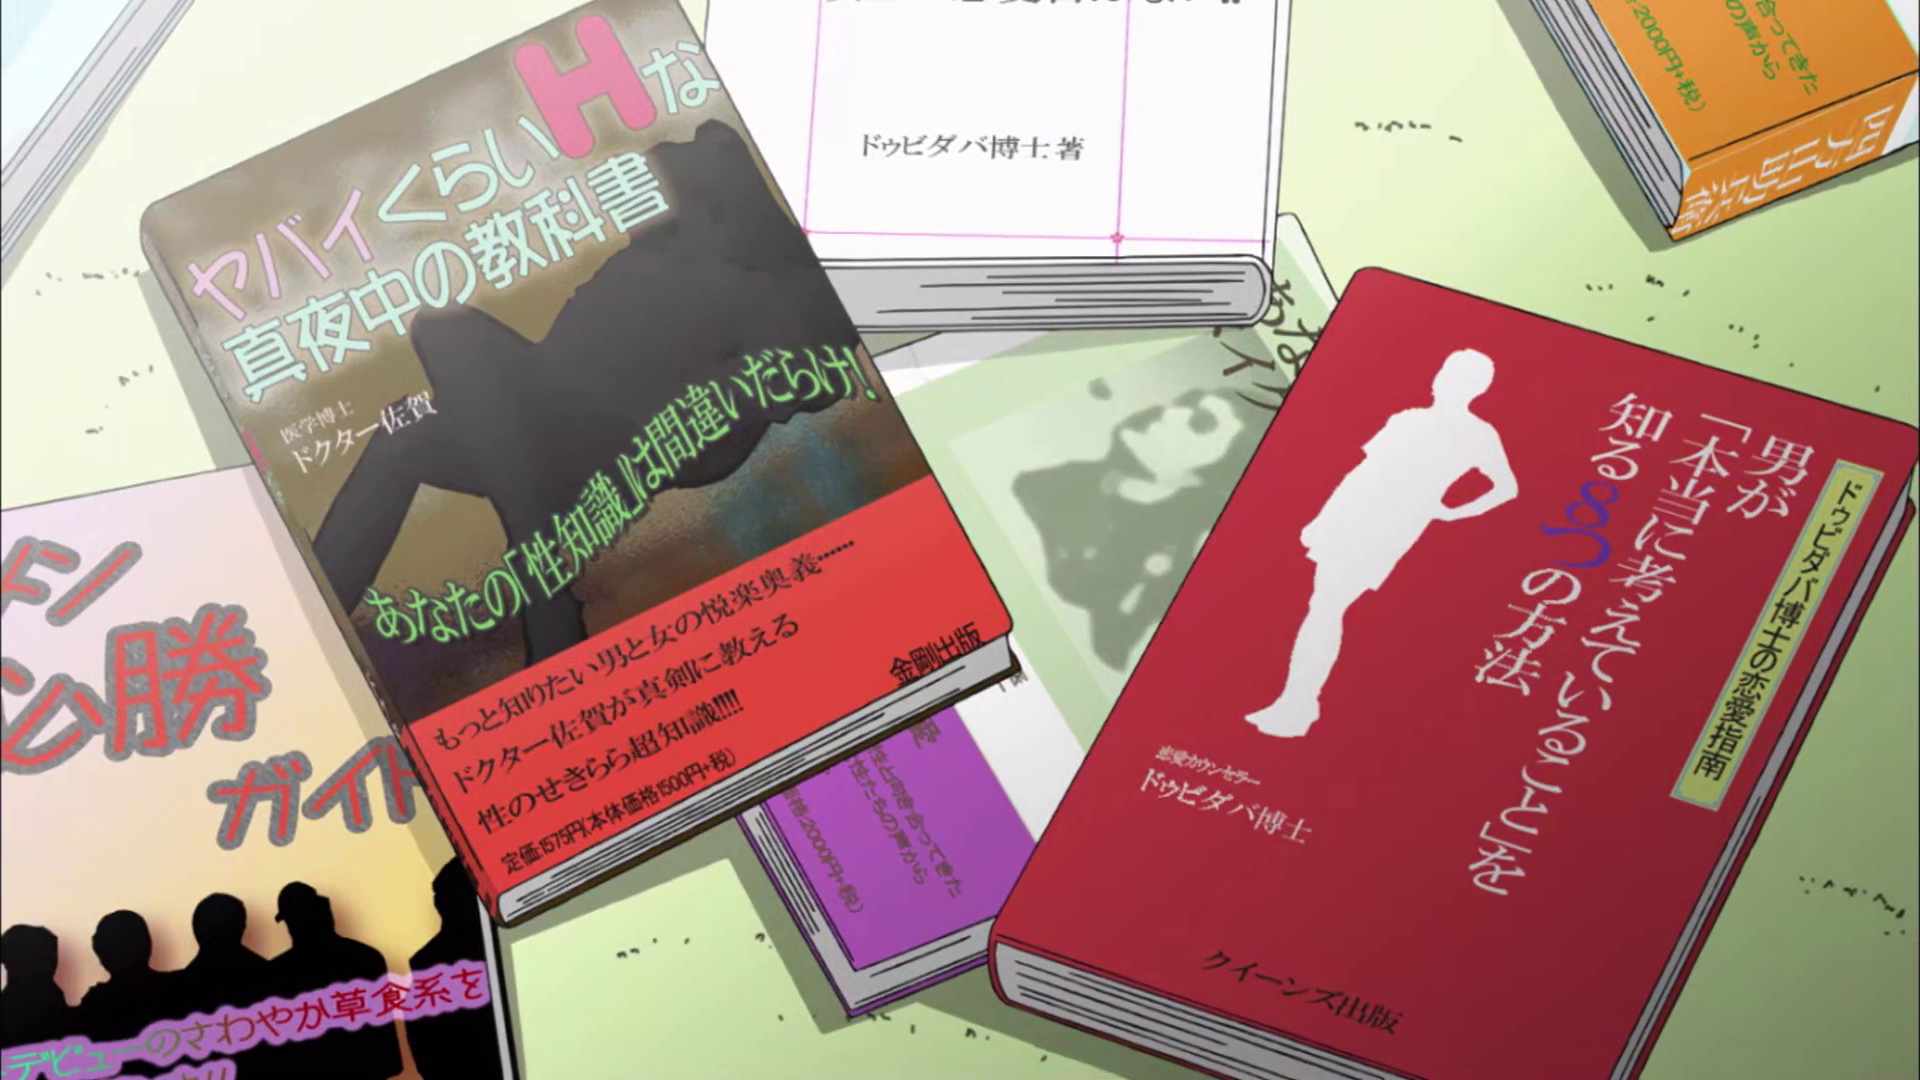 ヤバイくらいHな
真夜中の教科書
医学博士
ドクター佐賀
あなたの「性知識」は間違いだらけ!
もっと知りたい男と女の悦楽奥義……
ドクター佐賀が真剣に教える
性のせきらら超知識!!!!
定価:1575円(本体価格1500円+税)
金剛出版
ドゥビダバ博士 著
合ってきた
の声から
2000円+税)
ドゥビダバ博士の恋愛指南
男が
「本当に考えていること」を
知る8つの方法
恋愛カウンセラー
ドゥビダバ博士
クイーンズ出版
と向き合ってきた
性たちの声から
2000円+税)
勝
ガイド
デビューのさわやか草食系を